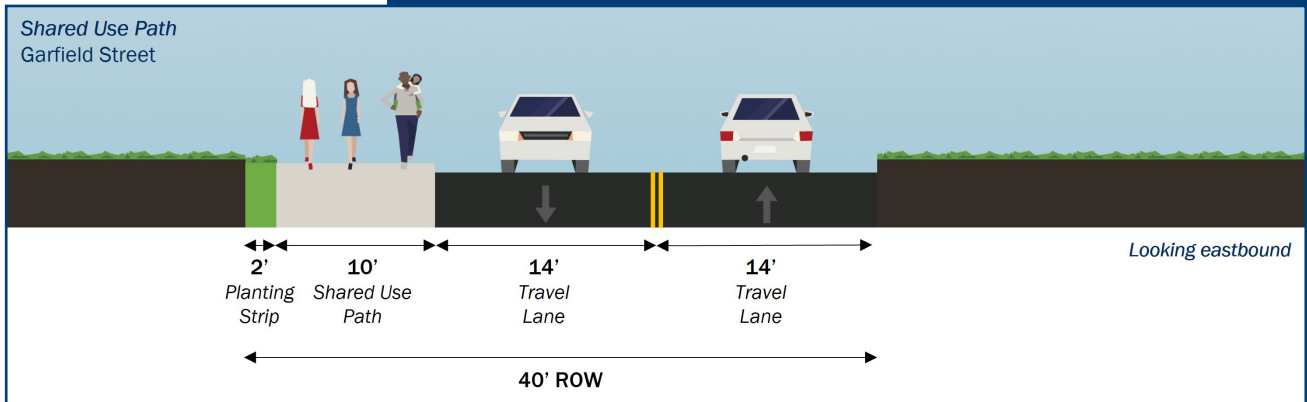 Shared Use Path
Garfield Street
Looking eastbound
2’
Planting
Strip
10’
Shared Use
Path
14’
Travel
Lane
14’
Travel
Lane
40’ ROW